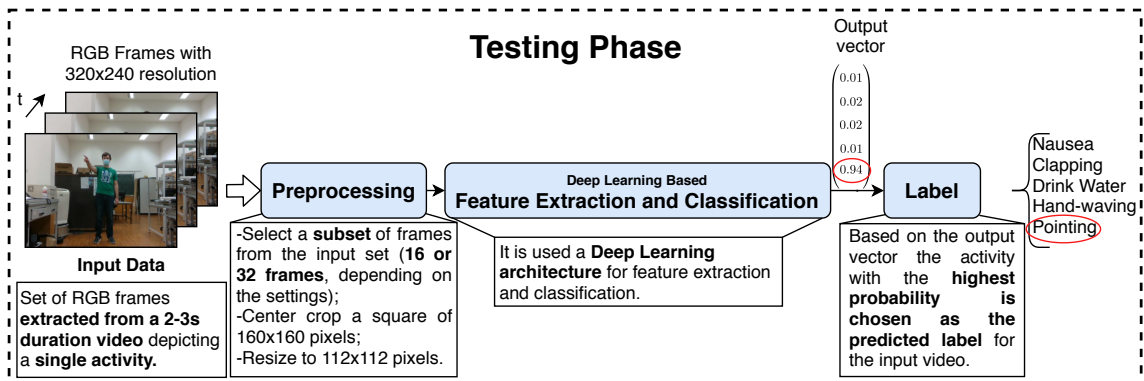 Testing Phase
RGB Frames with
320x240 resolution
t
Input Data
Set of RGB frames
extracted from a 2-3s
duration video depicting
a single activity.
Preprocessing
-Select a subset of frames
from the input set (16 or
32 frames, depending on
the settings);
-Center crop a square of
160x160 pixels;
-Resize to 112x112 pixels.
Deep Learning Based
Feature Extraction and Classification
It is used a Deep Learning
architecture for feature extraction
and classification.
Output
vector
0.01
0.02
0.02
0.01
0.94
Label
Based on the output
vector the activity
with the highest
probability is
chosen as the
predicted label for
the input video.
Nausea
Clapping
Drink Water
Hand-waving
Pointing